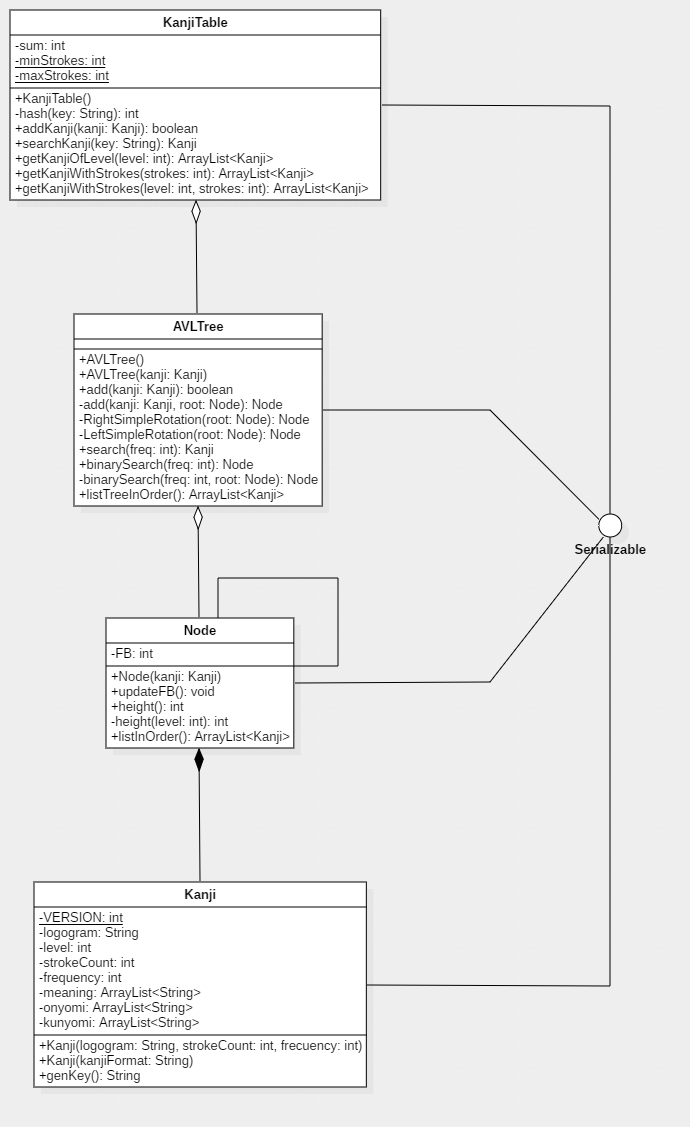 KanjiTable
-sum: int
-minStrokes: int
-maxStrokes: int
+KanjiTable()
-hash(key: String): int
+addKanji(kanji: Kanji): boolean
+searchKanji(key: String): Kanji
+getKanjiOfLevel(level: int): ArrayList<Kanji>
+getKanjiWithStrokes(strokes: int): ArrayList<Kanji>
+getKanjiWithStrokes(level: int, strokes: int): ArrayList<Kanji>
AVLTree
+AVLTree()
+AVLTree(kanji: Kanji)
+add(kanji: Kanji): boolean
-add(kanji: Kanji, root: Node): Node
-RightSimpleRotation(root: Node): Node
-LeftSimpleRotation(root: Node): Node
+search(freq: int): Kanji
+binarySearch(freq: int): Node
-binarySearch(freq: int, root: Node): Node
+listTreeInOrder(): ArrayList<Kanji>
Serializable
Node
-FB: int
+Node(kanji: Kanji)
+updateFB(): void
+height(): int
-height(level: int): int
+listInOrder(): ArrayList<Kanji>
Kanji
-VERSION: int
-logogram: String
-level: int
-strokeCount: int
-frequency: int
-meaning: ArrayList<String>
-onyomi: ArrayList<String>
-kunyomi: ArrayList<String>
+Kanji(logogram: String, strokeCount: int, frecuency: int)
+Kanji(kanjiFormat: String)
+genKey(): String